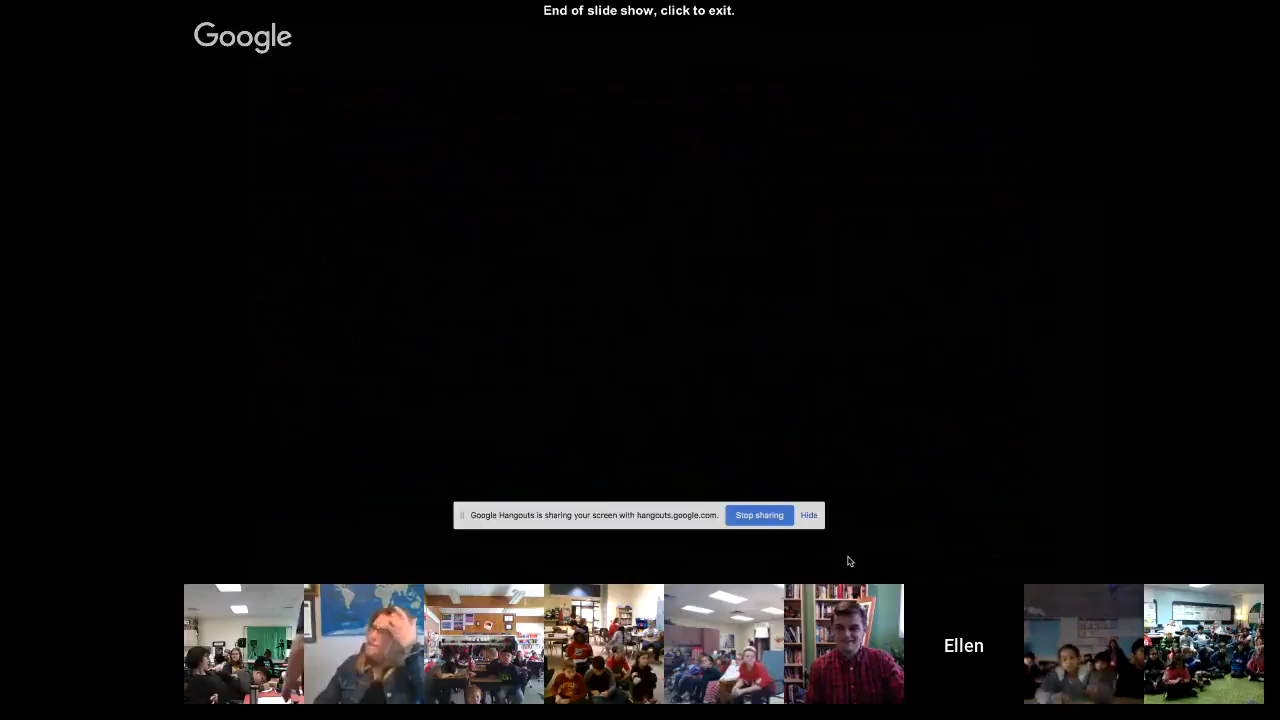 End of slide show, click to exit.
Google
Google Hangouts is sharing your screen with hangouts.google.com. Stop sharing Hide
Ellen